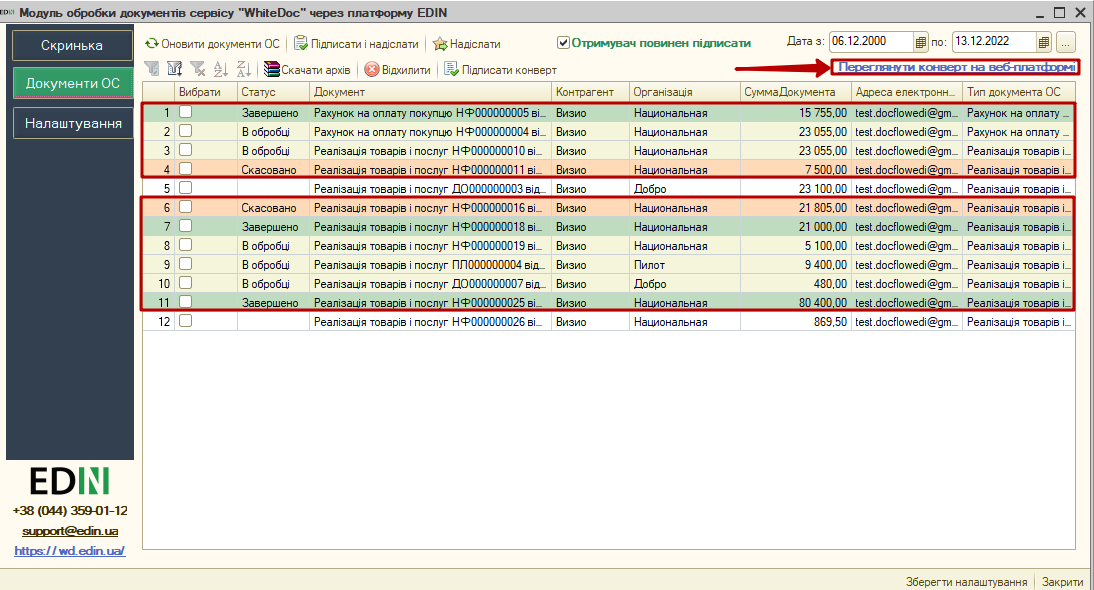 EDIN Модуль обробки документів сервісу "WhiteDoc" через платформу EDIN
Скринька
Документи ОС
Налаштування
Оновити документи ОС Підписати і надіслати Надіслати Отримувач повинен підписати Дата з: 06.12.2000 по: 13.12.2022 ...
Скачати архів Відхилити Підписати конверт Переглянути конверт на веб-платформі
Вибрати Статус Документ Контрагент Організація СуммаДокумента Адреса електронн... Тип документа ОС
1 Завершено Рахунок на оплату покупцю НФ000000005 ві... Визио Национальная 15 755,00 test.docflowedi@gm... Рахунок на оплату ...
2 В обробці Рахунок на оплату покупцю НФ000000004 ві... Визио Национальная 23 055,00 test.docflowedi@gm... Рахунок на оплату ...
3 В обробці Реалізація товарів і послуг НФ000000010 ві... Визио Национальная 23 055,00 test.docflowedi@gm... Реалізація товарів і...
4 Скасовано Реалізація товарів і послуг НФ000000011 ві... Визио Национальная 7 500,00 test.docflowedi@gm... Реалізація товарів і...
5 Реалізація товарів і послуг ДО000000003 від... Визио Добро 23 100,00 test.docflowedi@gm... Реалізація товарів і...
6 Скасовано Реалізація товарів і послуг НФ000000016 ві... Визио Национальная 21 805,00 test.docflowedi@gm... Реалізація товарів і...
7 Завершено Реалізація товарів і послуг НФ000000018 ві... Визио Национальная 21 000,00 test.docflowedi@gm... Реалізація товарів і...
8 В обробці Реалізація товарів і послуг НФ000000019 ві... Визио Национальная 5 100,00 test.docflowedi@gm... Реалізація товарів і...
9 В обробці Реалізація товарів і послуг ПЛ000000004 від... Визио Пилот 9 400,00 test.docflowedi@gm... Реалізація товарів і...
10 В обробці Реалізація товарів і послуг ДО000000007 від... Визио Добро 480,00 test.docflowedi@gm... Реалізація товарів і...
11 Завершено Реалізація товарів і послуг НФ000000025 ві... Визио Национальная 80 400,00 test.docflowedi@gm... Реалізація товарів і...
12 Реалізація товарів і послуг НФ000000026 ві... Визио Национальная 869,50 test.docflowedi@gm... Реалізація товарів і...
EDIN
+38 (044) 359-01-12
support@edin.ua
https://wd.edin.ua/
Зберегти налаштування Закрити